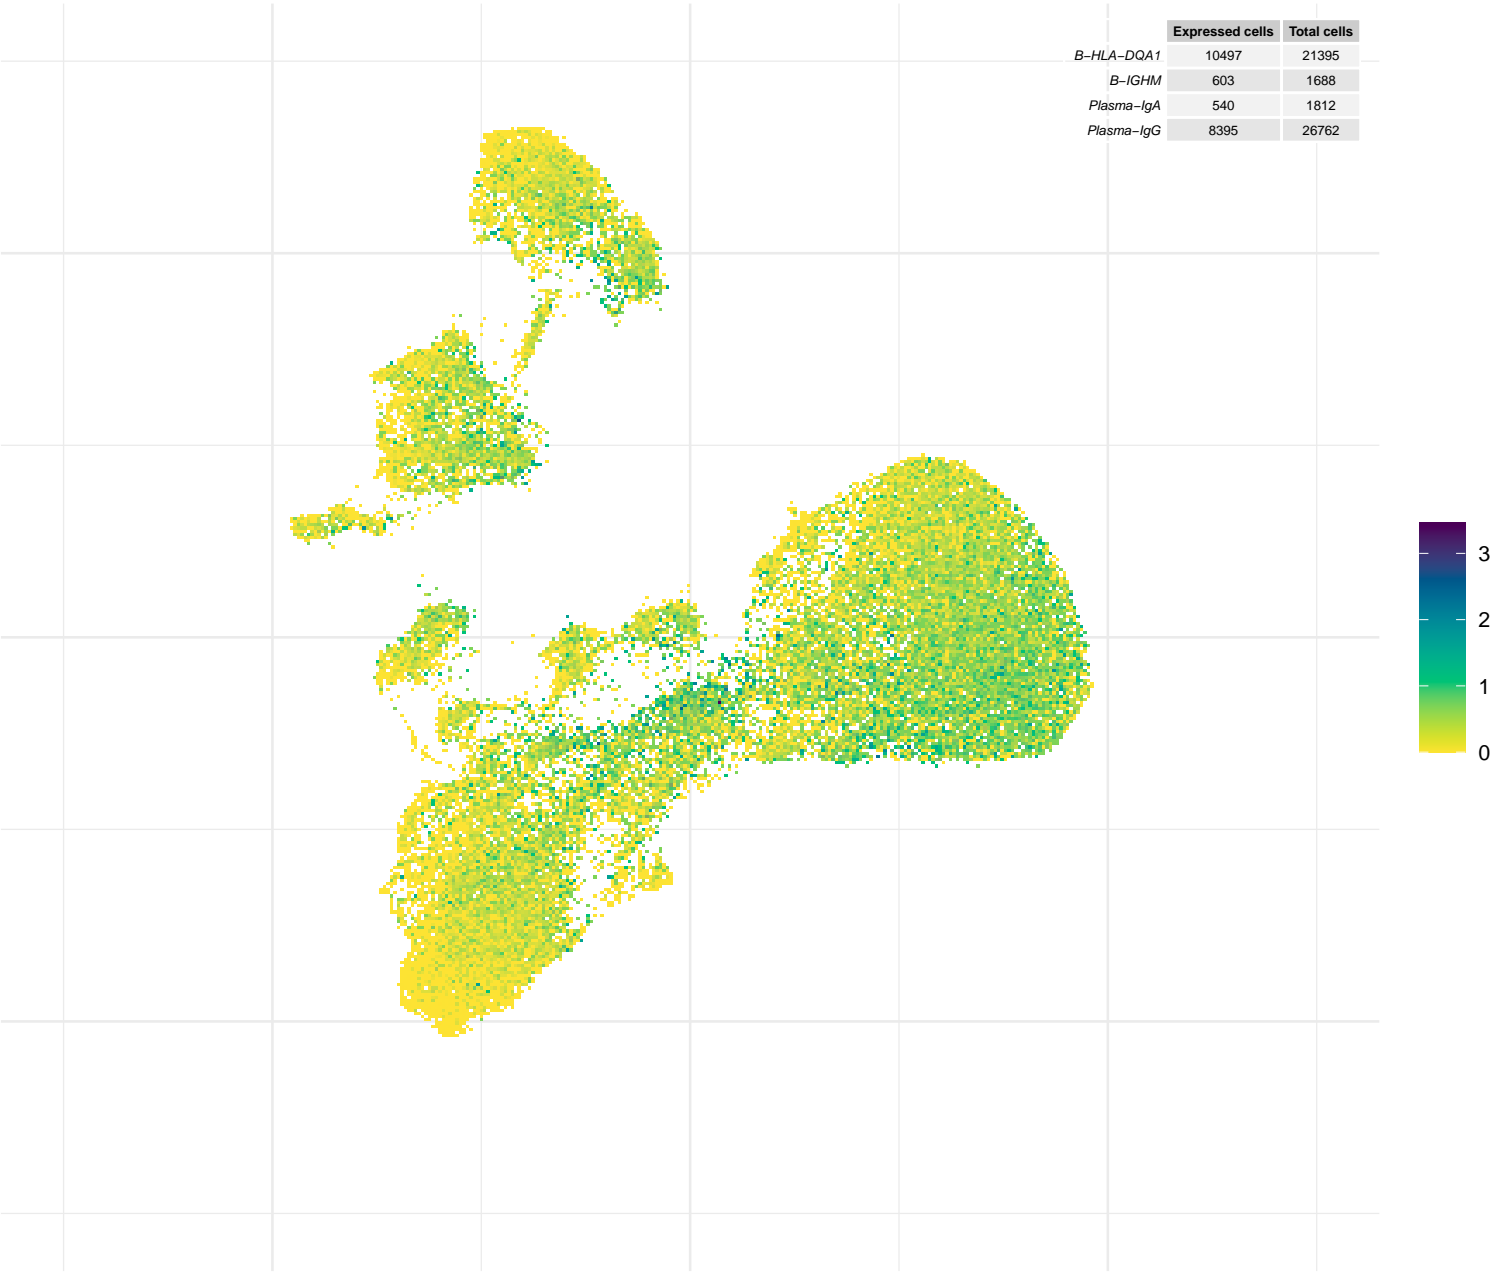 Expressed cells Total cells
B−HLA−DQA1 10497 21395
B−IGHM 603 1688
Plasma−IgA 540 1812
Plasma−IgG 8395 26762
3
2
1
0